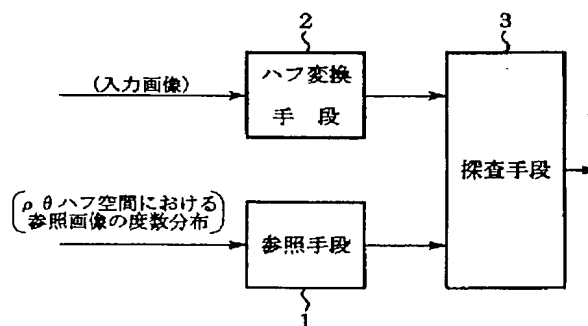 2
3
(入力画像)
ハフ変換
手 段
探査手段
ρ θ ハフ空間における
参照画像の度数分布
参照手段
1